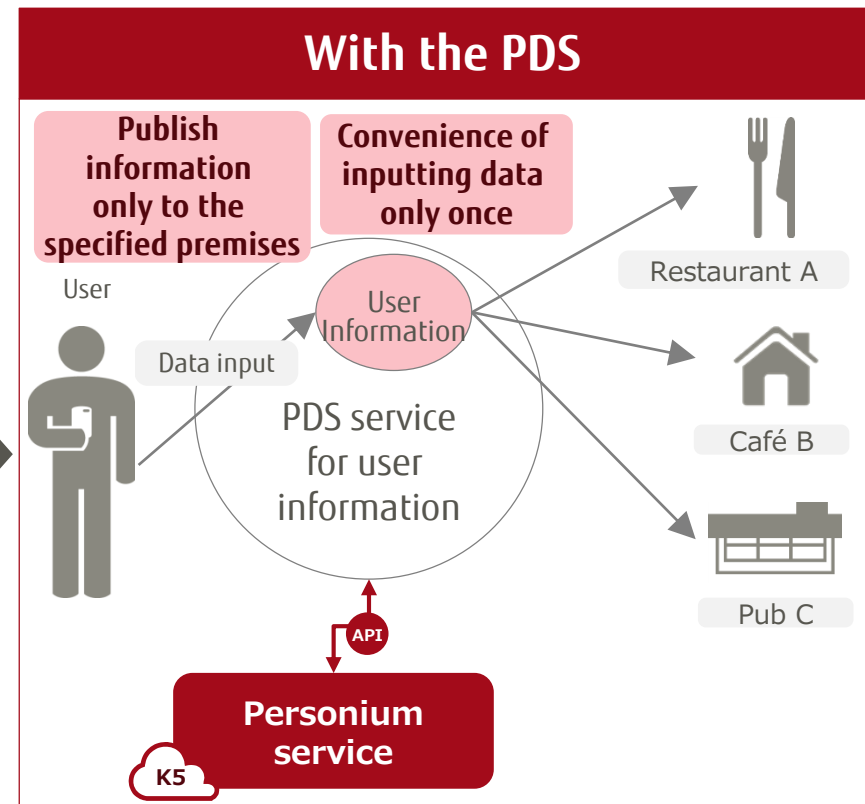 With the PDS
Publish
information
only to the
specified premises
Convenience of
inputting data
only once
User
Data input
User
Information
PDS service
for user
information
Restaurant A
Café B
Pub C
API
Personium
service
K5